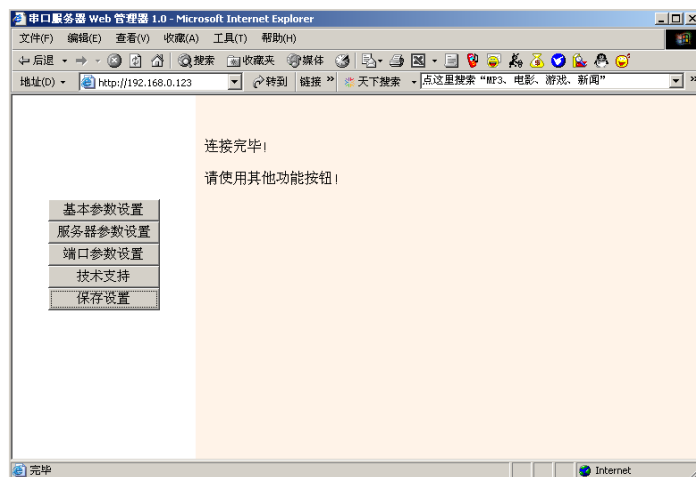 串口服务器 Web 管理器 1.0 - Microsoft Internet Explorer
文件(F) 编辑(E) 查看(V) 收藏(A) 工具(T) 帮助(H)
后退 搜索 收藏夹 媒体
地址(D) http://192.168.0.123 转到 链接 » 天下搜索 点这里搜索“MP3、电影、游戏、新闻” »
连接完毕!
请使用其他功能按钮!
基本参数设置
服务器参数设置
端口参数设置
技术支持
保存设置
完毕 Internet